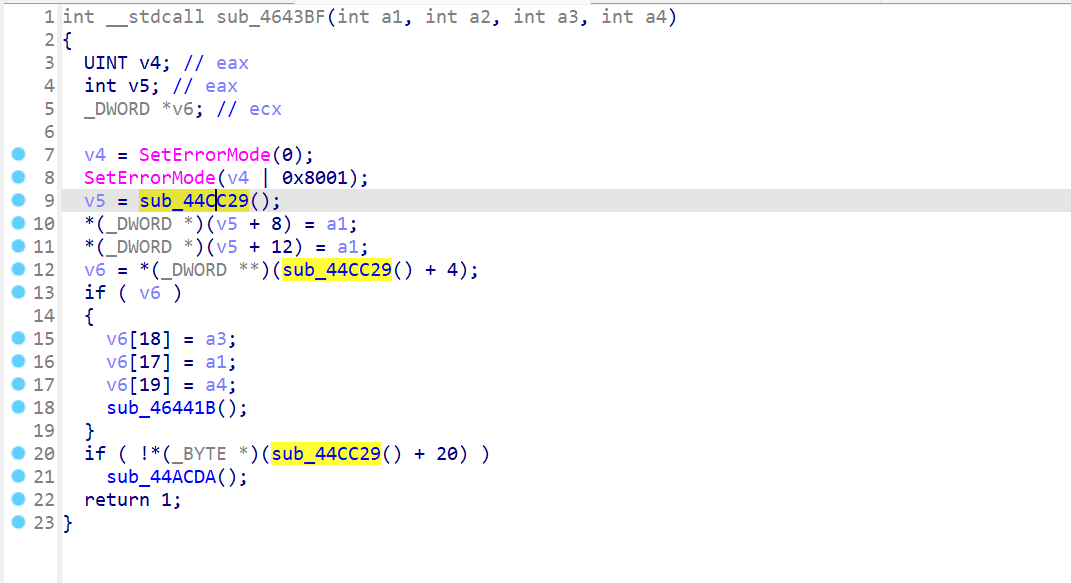 1 int __stdcall sub_4643BF(int a1, int a2, int a3, int a4)
2 {
3   UINT v4; // eax
4   int v5; // eax
5   _DWORD *v6; // ecx
6
7   v4 = SetErrorMode(0);
8   SetErrorMode(v4 | 0x8001);
9   v5 = sub_44CC29();
10   *(_DWORD *)(v5 + 8) = a1;
11   *(_DWORD *)(v5 + 12) = a1;
12   v6 = *(_DWORD **)(sub_44CC29() + 4);
13   if ( v6 )
14   {
15     v6[18] = a3;
16     v6[17] = a1;
17     v6[19] = a4;
18     sub_46441B();
19   }
20   if ( !*(_BYTE *)(sub_44CC29() + 20) )
21     sub_44ACDA();
22   return 1;
23 }